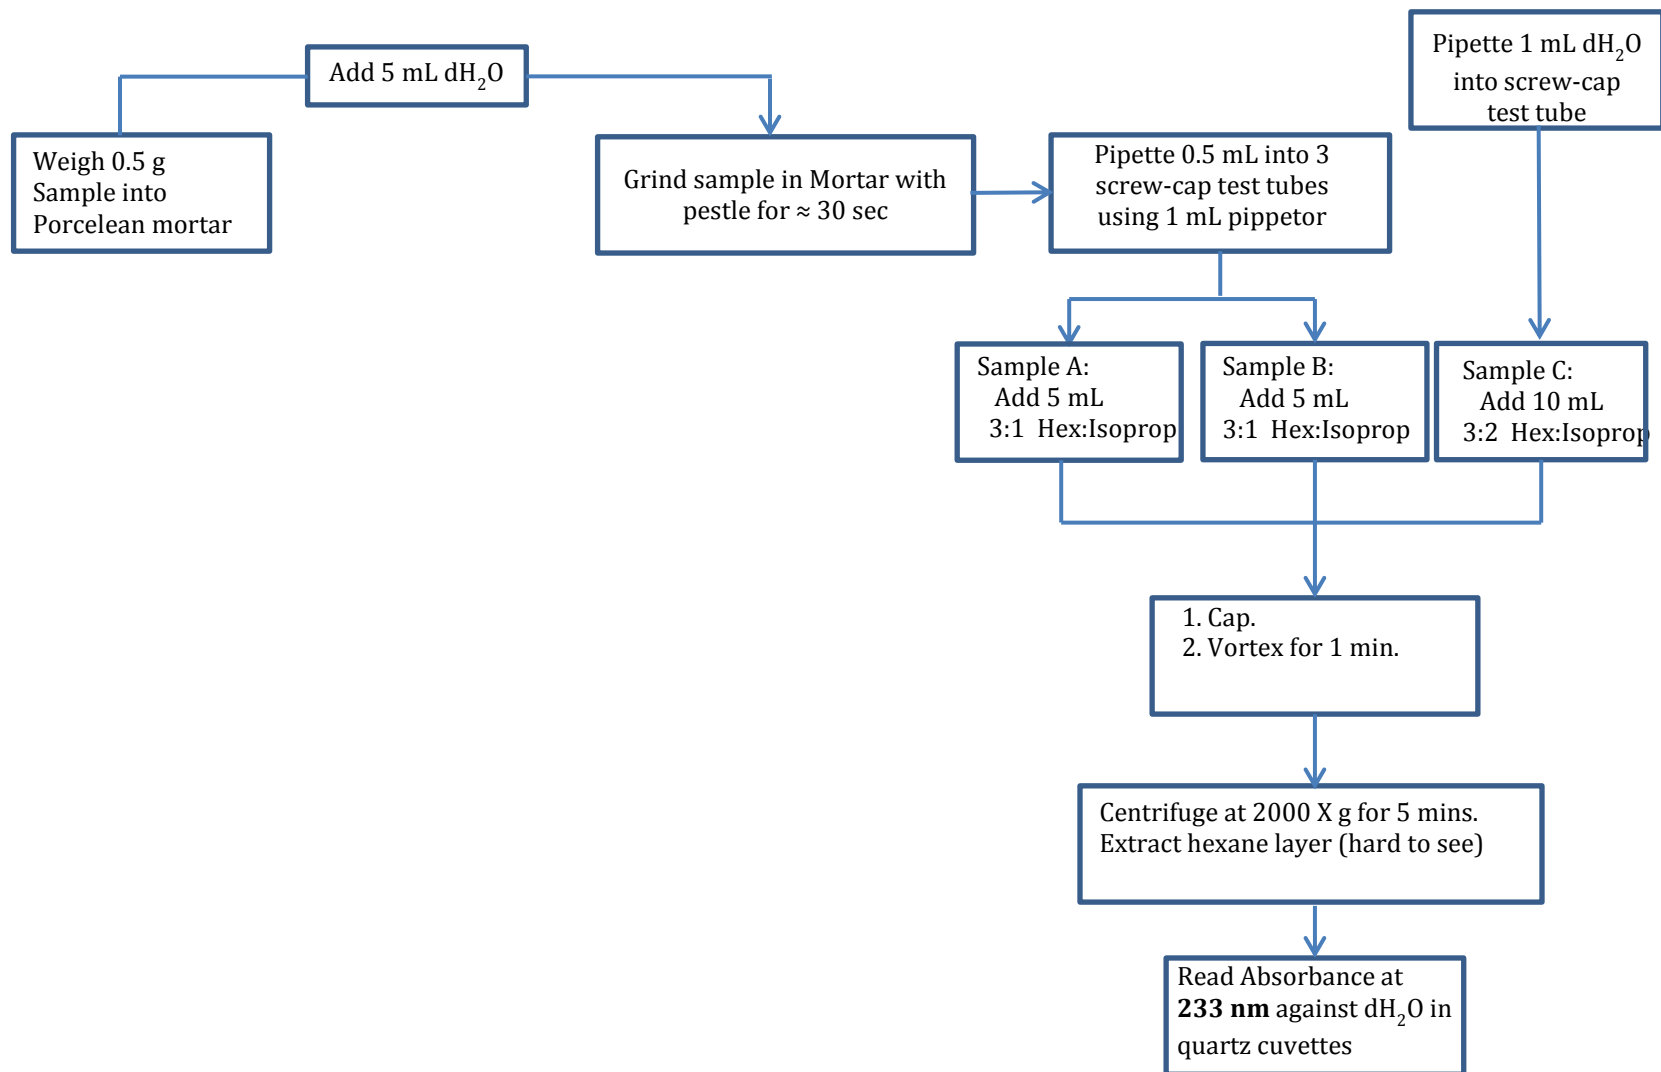 Add 5 mL dH₂O
Weigh 0.5 g
Sample into
Porcelean mortar
Grind sample in Mortar with
pestle for ≈ 30 sec
Pipette 0.5 mL into 3
screw-cap test tubes
using 1 mL pippetor
Pipette 1 mL dH₂O
into screw-cap
test tube
Sample A:
Add 5 mL
3:1 Hex:Isoprop
Sample B:
Add 5 mL
3:1 Hex:Isoprop
Sample C:
Add 10 mL
3:2 Hex:Isoprop
1. Cap.
2. Vortex for 1 min.
Centrifuge at 2000 X g for 5 mins.
Extract hexane layer (hard to see)
Read Absorbance at
233 nm against dH₂O in
quartz cuvettes